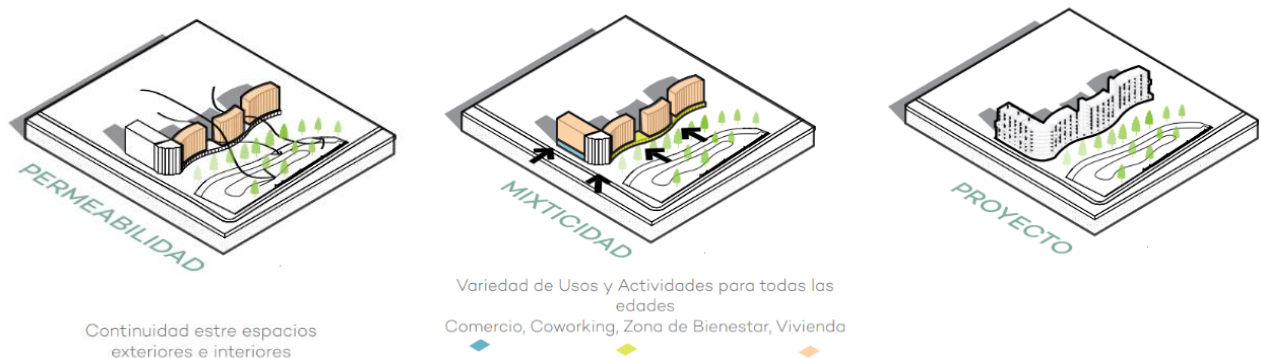 PERMEABILIDAD
Continuidad estre espacios
exteriores e interiores
MIXTICIDAD
Variedad de Usos y Actividades para todas las
edades
Comercio, Coworking, Zona de Bienestar, Vivienda
PROYECTO